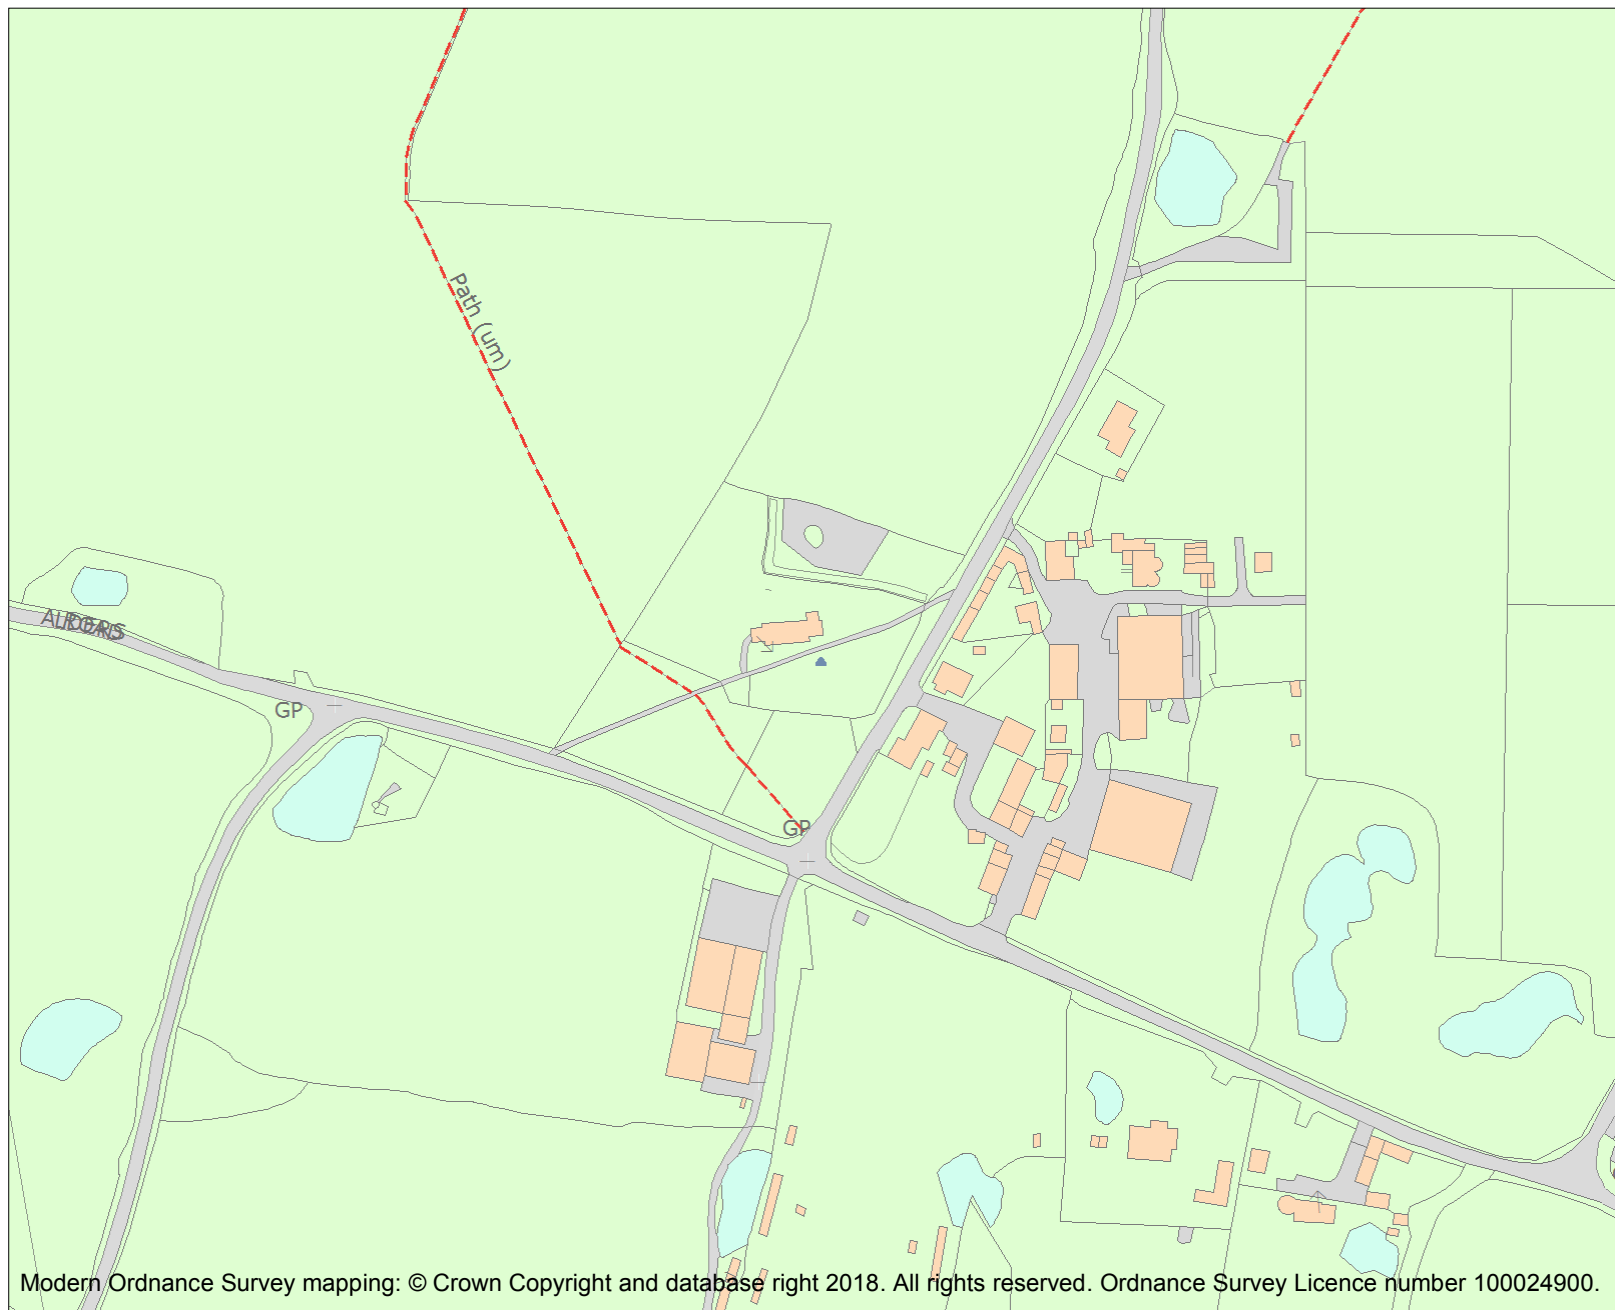 Path (um)
GP
GP
Modern Ordnance Survey mapping: © Crown Copyright and database right 2018. All rights reserved. Ordnance Survey Licence number 100024900.